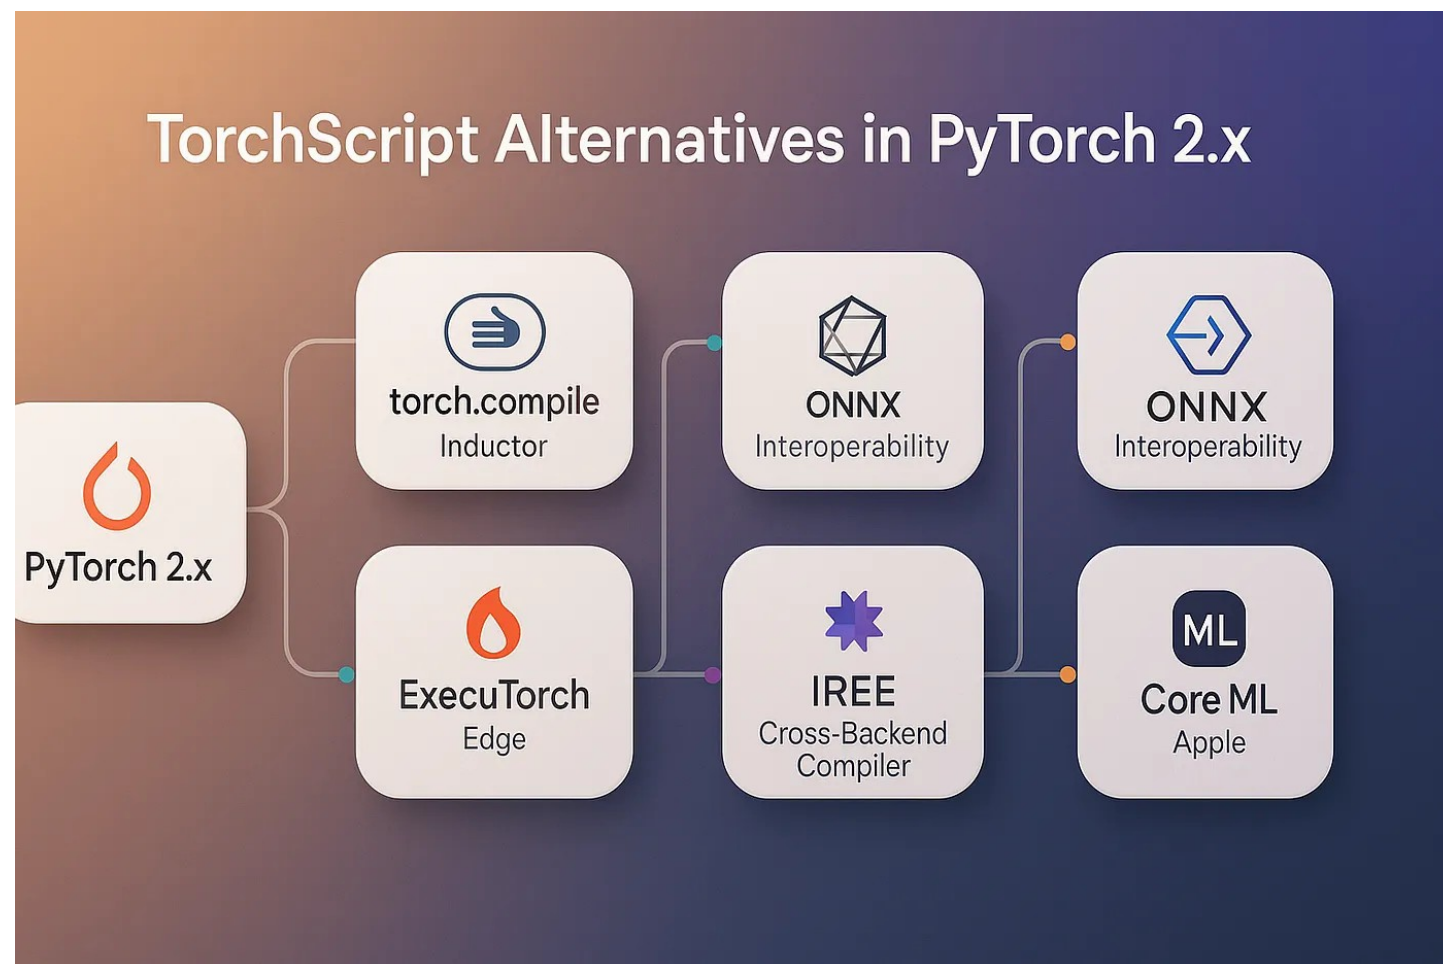 TorchScript Alternatives in PyTorch 2.x
PyTorch 2.x
torch.compile
Inductor
ExecuTorch
Edge
ONNX
Interoperability
IREE
Cross-Backend
Compiler
ONNX
Interoperability
ML
Core ML
Apple